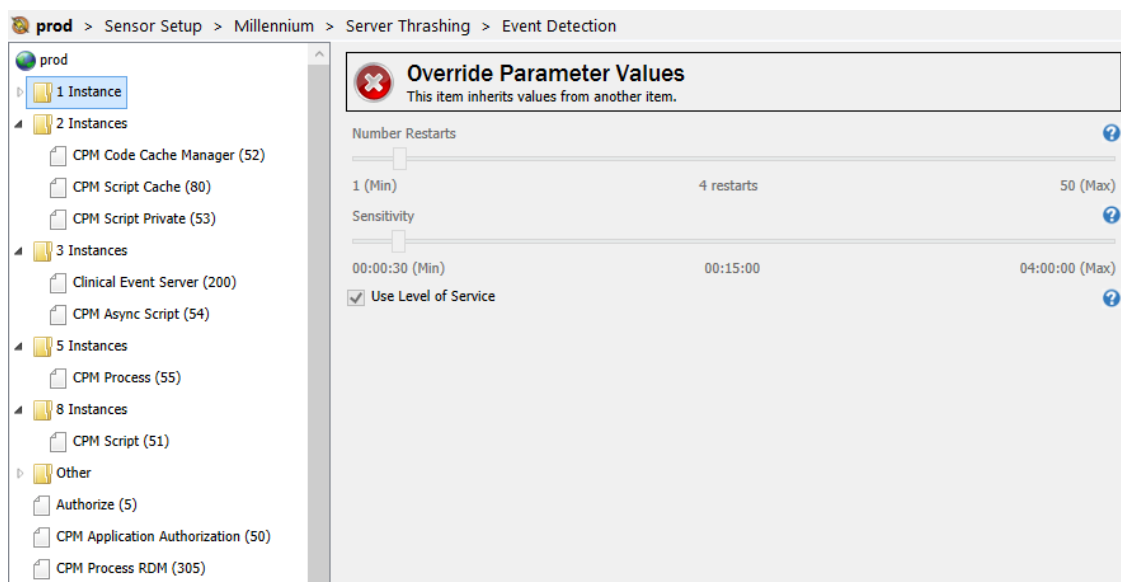 prod > Sensor Setup > Millennium > Server Thrashing > Event Detection
prod
1 Instance
2 Instances
CPM Code Cache Manager (52)
CPM Script Cache (80)
CPM Script Private (53)
3 Instances
Clinical Event Server (200)
CPM Async Script (54)
5 Instances
CPM Process (55)
8 Instances
CPM Script (51)
Other
Authorize (5)
CPM Application Authorization (50)
CPM Process RDM (305)
Override Parameter Values
This item inherits values from another item.
Number Restarts
1 (Min) 4 restarts 50 (Max)
Sensitivity
00:00:30 (Min) 00:15:00 04:00:00 (Max)
Use Level of Service